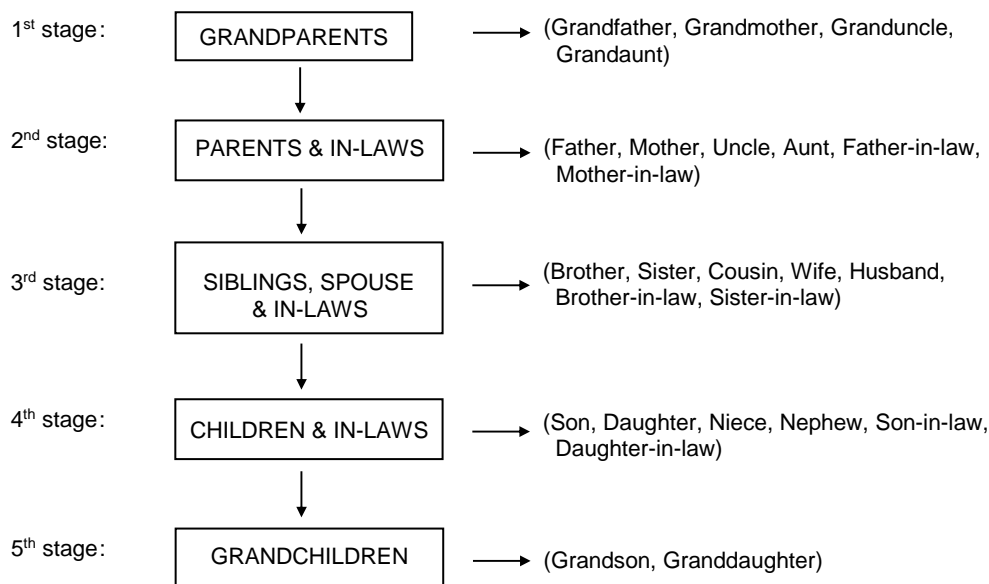 1st stage:
GRANDPARENTS
(Grandfather, Grandmother, Granduncle,
Grandaunt)
2nd stage:
PARENTS & IN-LAWS
(Father, Mother, Uncle, Aunt, Father-in-law,
Mother-in-law)
3rd stage:
SIBLINGS, SPOUSE
& IN-LAWS
(Brother, Sister, Cousin, Wife, Husband,
Brother-in-law, Sister-in-law)
4th stage:
CHILDREN & IN-LAWS
(Son, Daughter, Niece, Nephew, Son-in-law,
Daughter-in-law)
5th stage:
GRANDCHILDREN
(Grandson, Granddaughter)